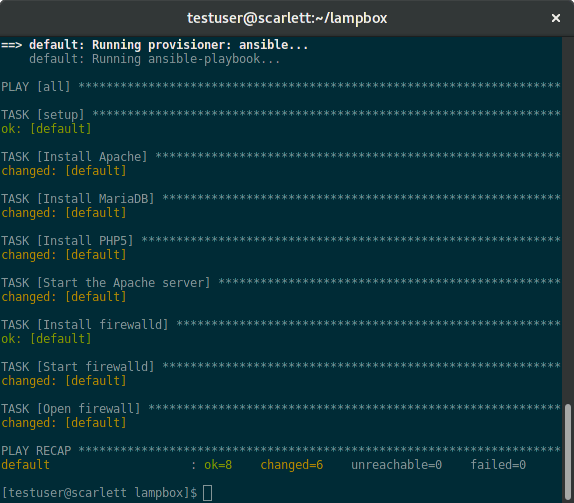 testuser@scarlett:~/lampbox
==> default: Running provisioner: ansible...
    default: Running ansible-playbook...
PLAY [all] *********************************************************************
TASK [setup] *******************************************************************
ok: [default]
TASK [Install Apache] **********************************************************
changed: [default]
TASK [Install MariaDB] *********************************************************
changed: [default]
TASK [Install PHP5] ************************************************************
changed: [default]
TASK [Start the Apache server] *************************************************
changed: [default]
TASK [Install firewalld] *******************************************************
ok: [default]
TASK [Start firewalld] *********************************************************
changed: [default]
TASK [Open firewall] ***********************************************************
changed: [default]
PLAY RECAP *********************************************************************
default                    : ok=8    changed=6    unreachable=0    failed=0
[testuser@scarlett lampbox]$